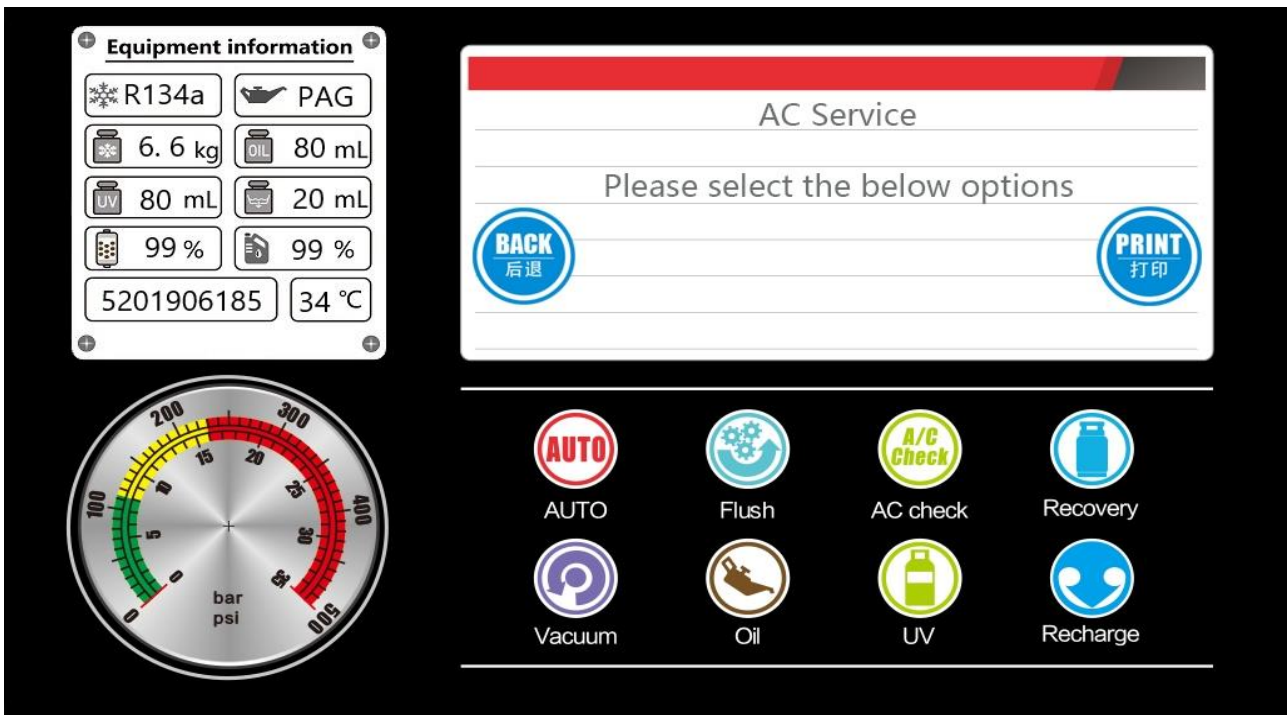 Equipment information
R134a
PAG
6. 6 kg
OIL
80 mL
UV
80 mL
20 mL
99 %
99 %
5201906185
34 ℃
AC Service
Please select the below options
BACK
后退
PRINT
打印
0
100
200
300
400
500
0
5
10
15
20
25
30
35
bar
psi
AUTO
A/C
Check
AUTO
Flush
AC check
Recovery
Vacuum
Oil
UV
Recharge